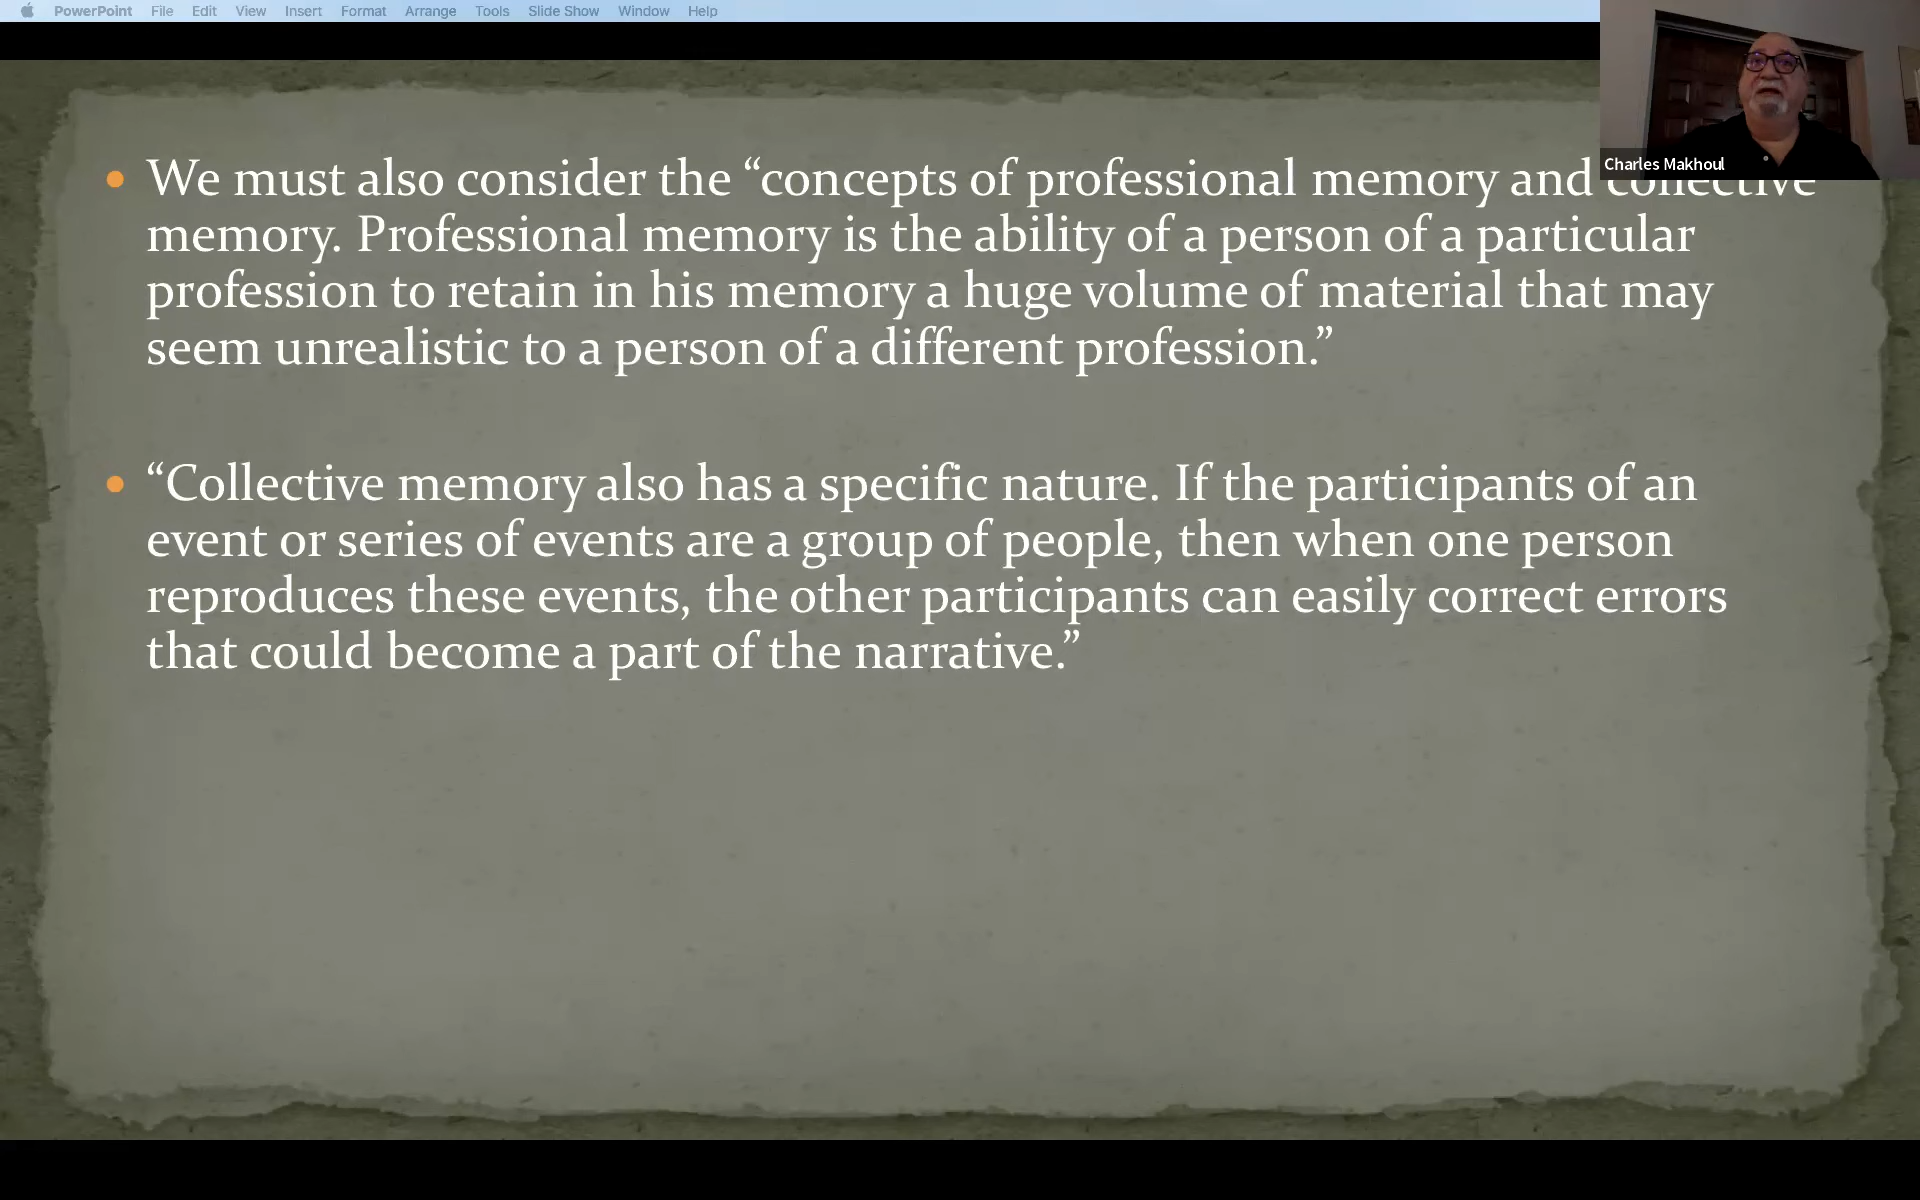 PowerPoint File Edit View Insert Format Arrange Tools Slide Show Window Help
Charles Makhoul
• We must also consider the “concepts of professional memory and collective
memory. Professional memory is the ability of a person of a particular
profession to retain in his memory a huge volume of material that may
seem unrealistic to a person of a different profession.”
• “Collective memory also has a specific nature. If the participants of an
event or series of events are a group of people, then when one person
reproduces these events, the other participants can easily correct errors
that could become a part of the narrative.”